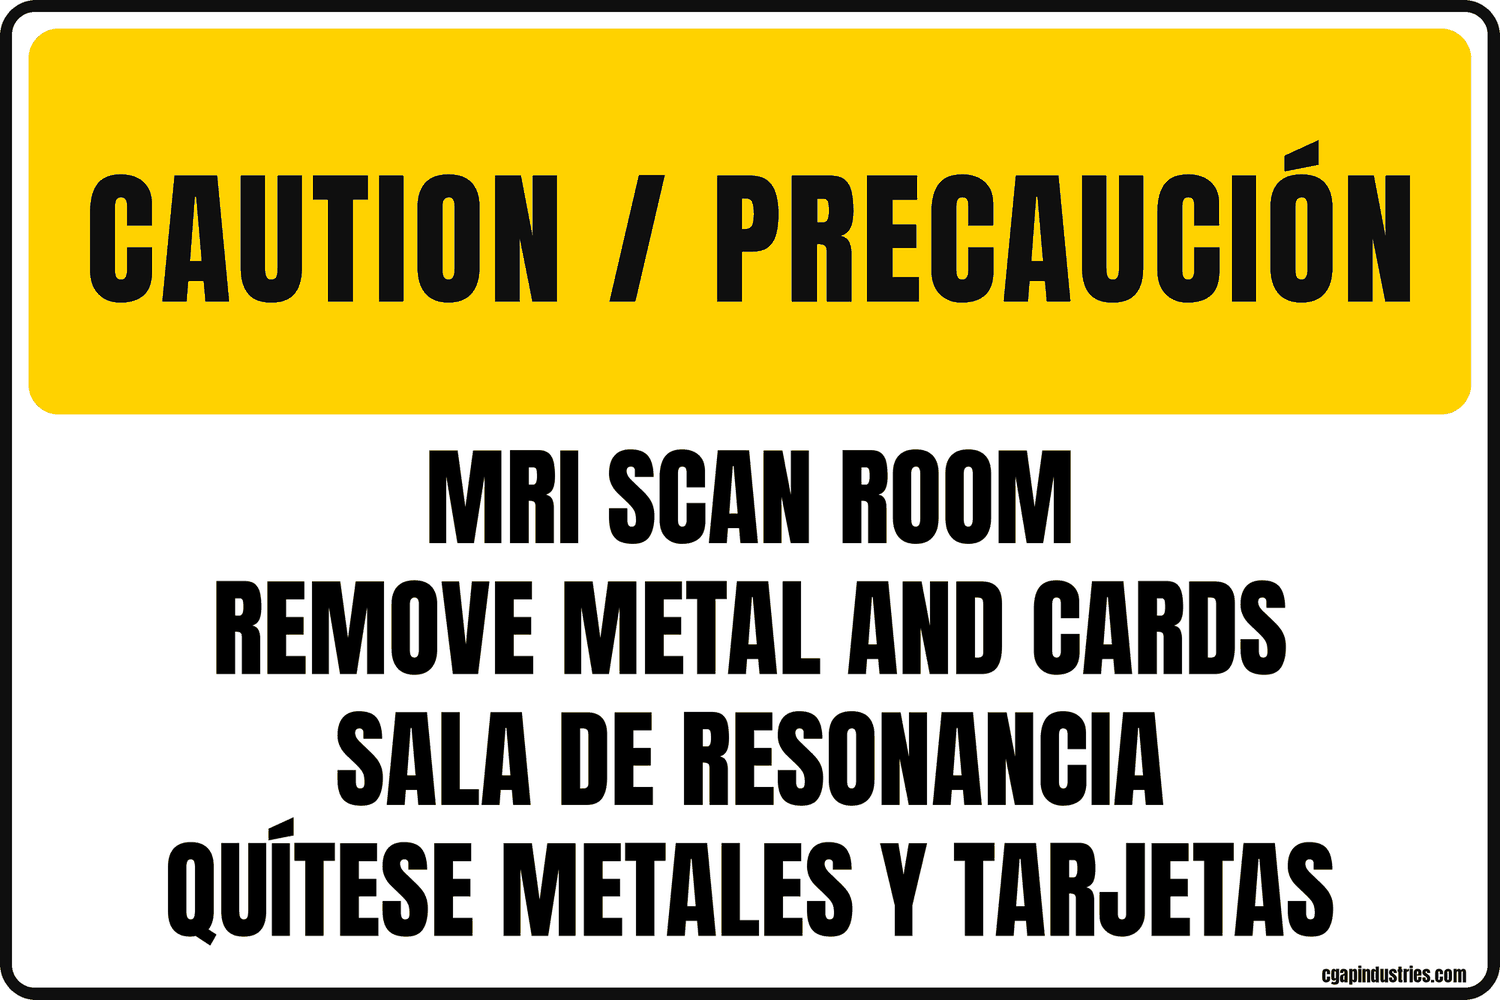 CAUTION / PRECAUCIÓN
MRI SCAN ROOM
REMOVE METAL AND CARDS
SALA DE RESONANCIA
QUÍTESE METALES Y TARJETAS
cgapindustries.com